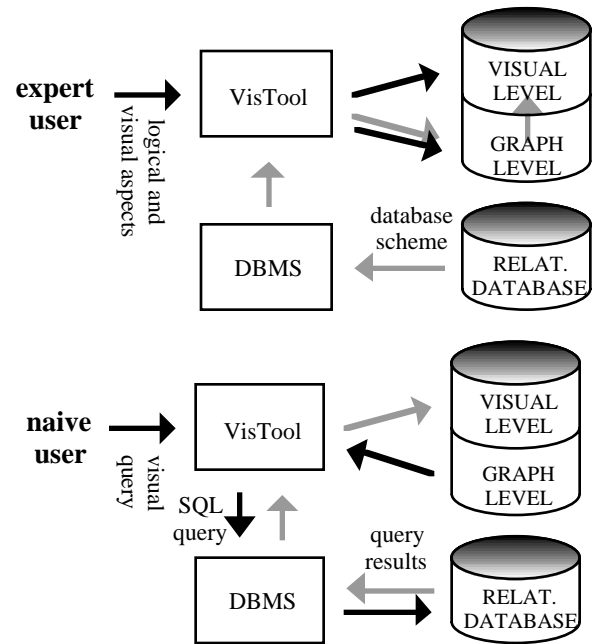 expert
user
logical and
visual aspects
VisTool
VISUAL
LEVEL
GRAPH
LEVEL
DBMS
database
scheme
RELAT.
DATABASE
naive
user
visual
query
VisTool
VISUAL LEVEL
GRAPH
LEVEL
SQL
query
DBMS
query
results
RELAT.
DATABASE